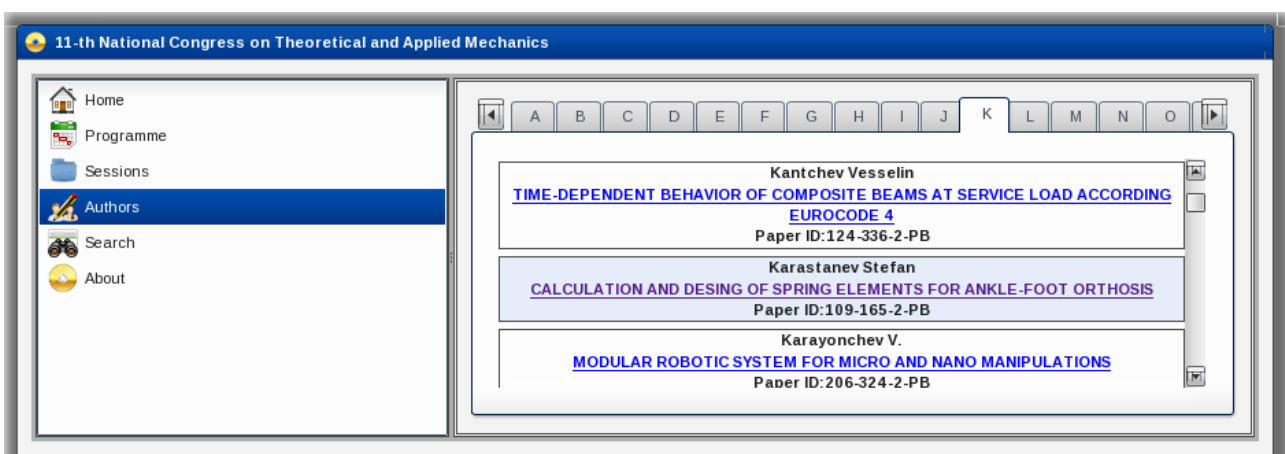 11-th National Congress on Theoretical and Applied Mechanics
Home
Programme
Sessions
Authors
Search
About
A B C D E F G H I J K L M N O
Kantchev Vesselin
TIME-DEPENDENT BEHAVIOR OF COMPOSITE BEAMS AT SERVICE LOAD ACCORDING
EUROCODE 4
Paper ID:124-336-2-PB
Karastanev Stefan
CALCULATION AND DESING OF SPRING ELEMENTS FOR ANKLE-FOOT ORTHOSIS
Paper ID:109-165-2-PB
Karayonchev V.
MODULAR ROBOTIC SYSTEM FOR MICRO AND NANO MANIPULATIONS
Paper ID:206-324-2-PB